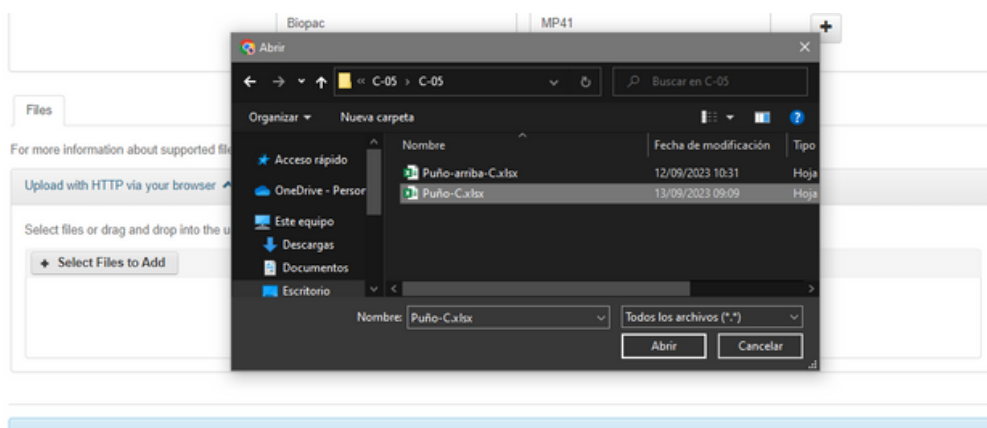 Biopac MP41 +
Abrir
« C-05 > C-05
Buscar en C-05
Files
Organizar Nueva carpeta ?
For more information about supported file
Nombre Fecha de modificación Tipo
Acceso rápido
Puño-arriba-C.xlsx 12/09/2023 10:31 Hoja
Upload with HTTP via your browser
OneDrive - Persor
Puño-C.xlsx 13/09/2023 09:09 Hoja
Este equipo
Select files or drag and drop into the u
Descargas
+ Select Files to Add
Documentos
Escritorio
Nombre: Puño-C.xlsx Todos los archivos (*.*)
Abrir Cancelar